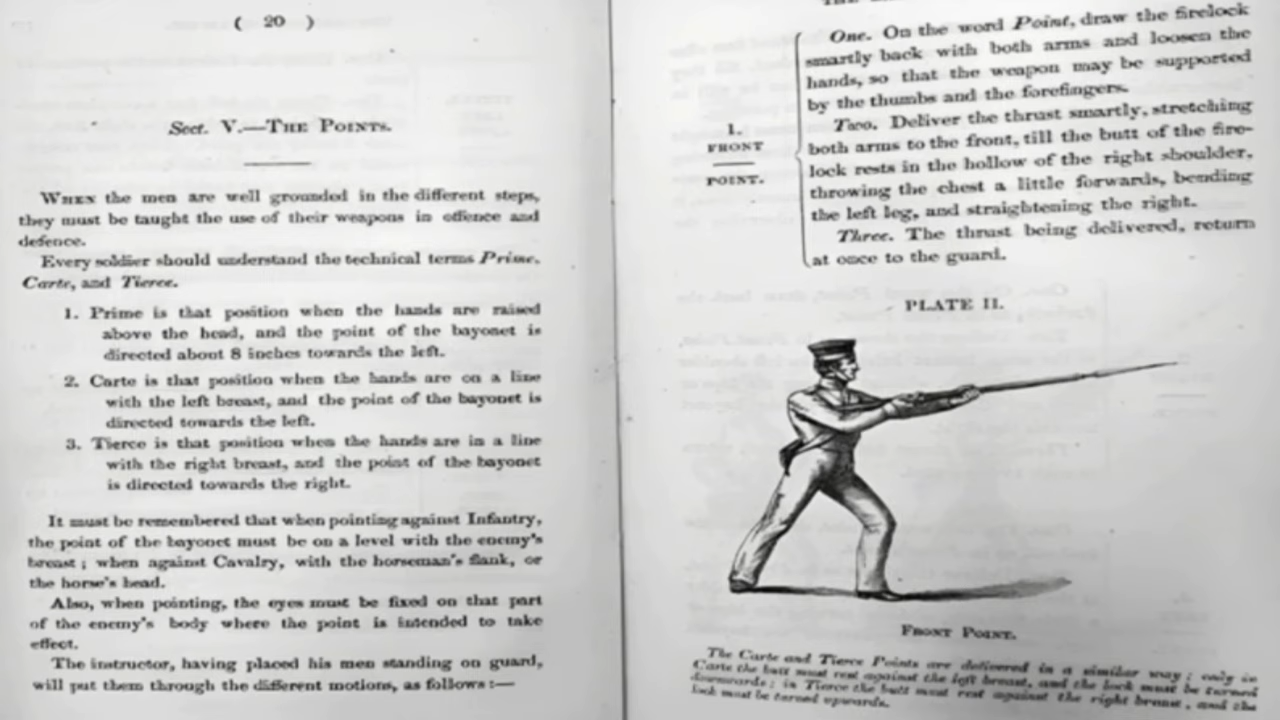 ( 20 )
Sect. V.—The Points.
When the men are well grounded in the different steps,
they must be taught the use of their weapons in offence and
defence.
Every soldier should understand the technical terms Prime,
Carte, and Tierce.
1. Prime is that position when the hands are raised
above the head, and the point of the bayonet is
directed about 8 inches towards the left.
2. Carte is that position when the hands are on a line
with the left breast, and the point of the bayonet is
directed towards the left.
3. Tierce is that position when the hands are in a line
with the right breast, and the point of the bayonet
is directed towards the right.
It must be remembered that when pointing against Infantry,
the point of the bayonet must be on a level with the enemy's
breast; when against Cavalry, with the horseman's flank, or
the horse's head.
Also, when pointing, the eyes must be fixed on that part
of the enemy's body where the point is intended to take
effect.
The instructor, having placed his men standing on guard,
will put them through the different motions, as follows:—
1.
FRONT
POINT.
One. On the word Point, draw the firelock
smartly back with both arms and loosen the
hands, so that the weapon may be supported
by the thumbs and the forefingers.
Two. Deliver the thrust smartly, stretching
both arms to the front, till the butt of the fire-
lock rests in the hollow of the right shoulder,
throwing the chest a little forwards, bending
the left leg, and straightening the right.
Three. The thrust being delivered, return
at once to the guard.
PLATE II.
Front Point.
The Carte and Tierce Points are delivered in a similar way; only in
Carte the butt must rest against the left breast, and the lock must be turned
downwards; in Tierce the butt must rest against the right breast, and the
lock must be turned upwards.